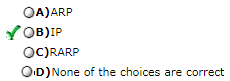 A)ARP
B)IP
C)RARP
D)None of the choices are correct